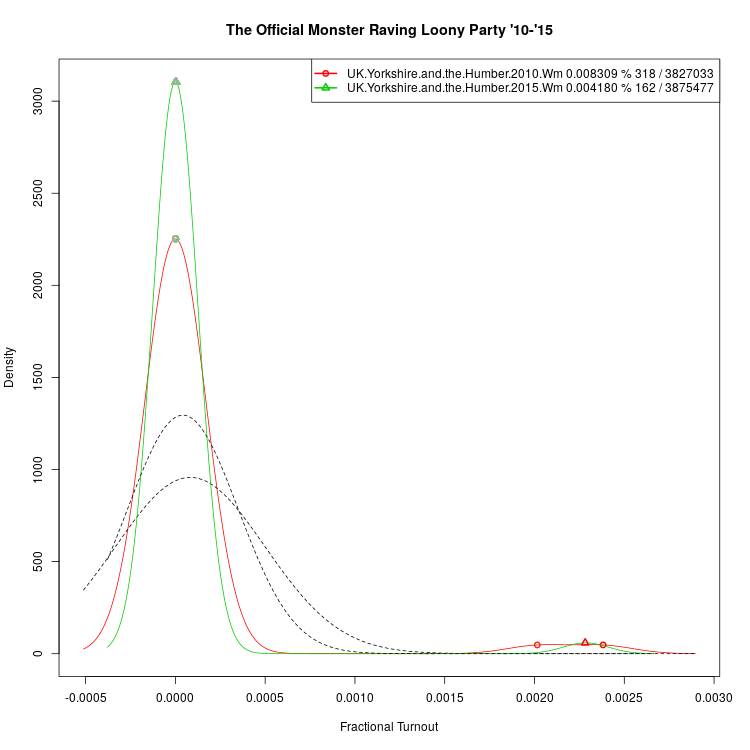 The Official Monster Raving Loony Party '10-'15
UK.Yorkshire.and.the.Humber.2010.Wm 0.008309 % 318 / 3827033
UK.Yorkshire.and.the.Humber.2015.Wm 0.004180 % 162 / 3875477
3000
2500
2000
1500
1000
500
0
Density
-0.0005 0.0000 0.0005 0.0010 0.0015 0.0020 0.0025 0.0030
Fractional Turnout